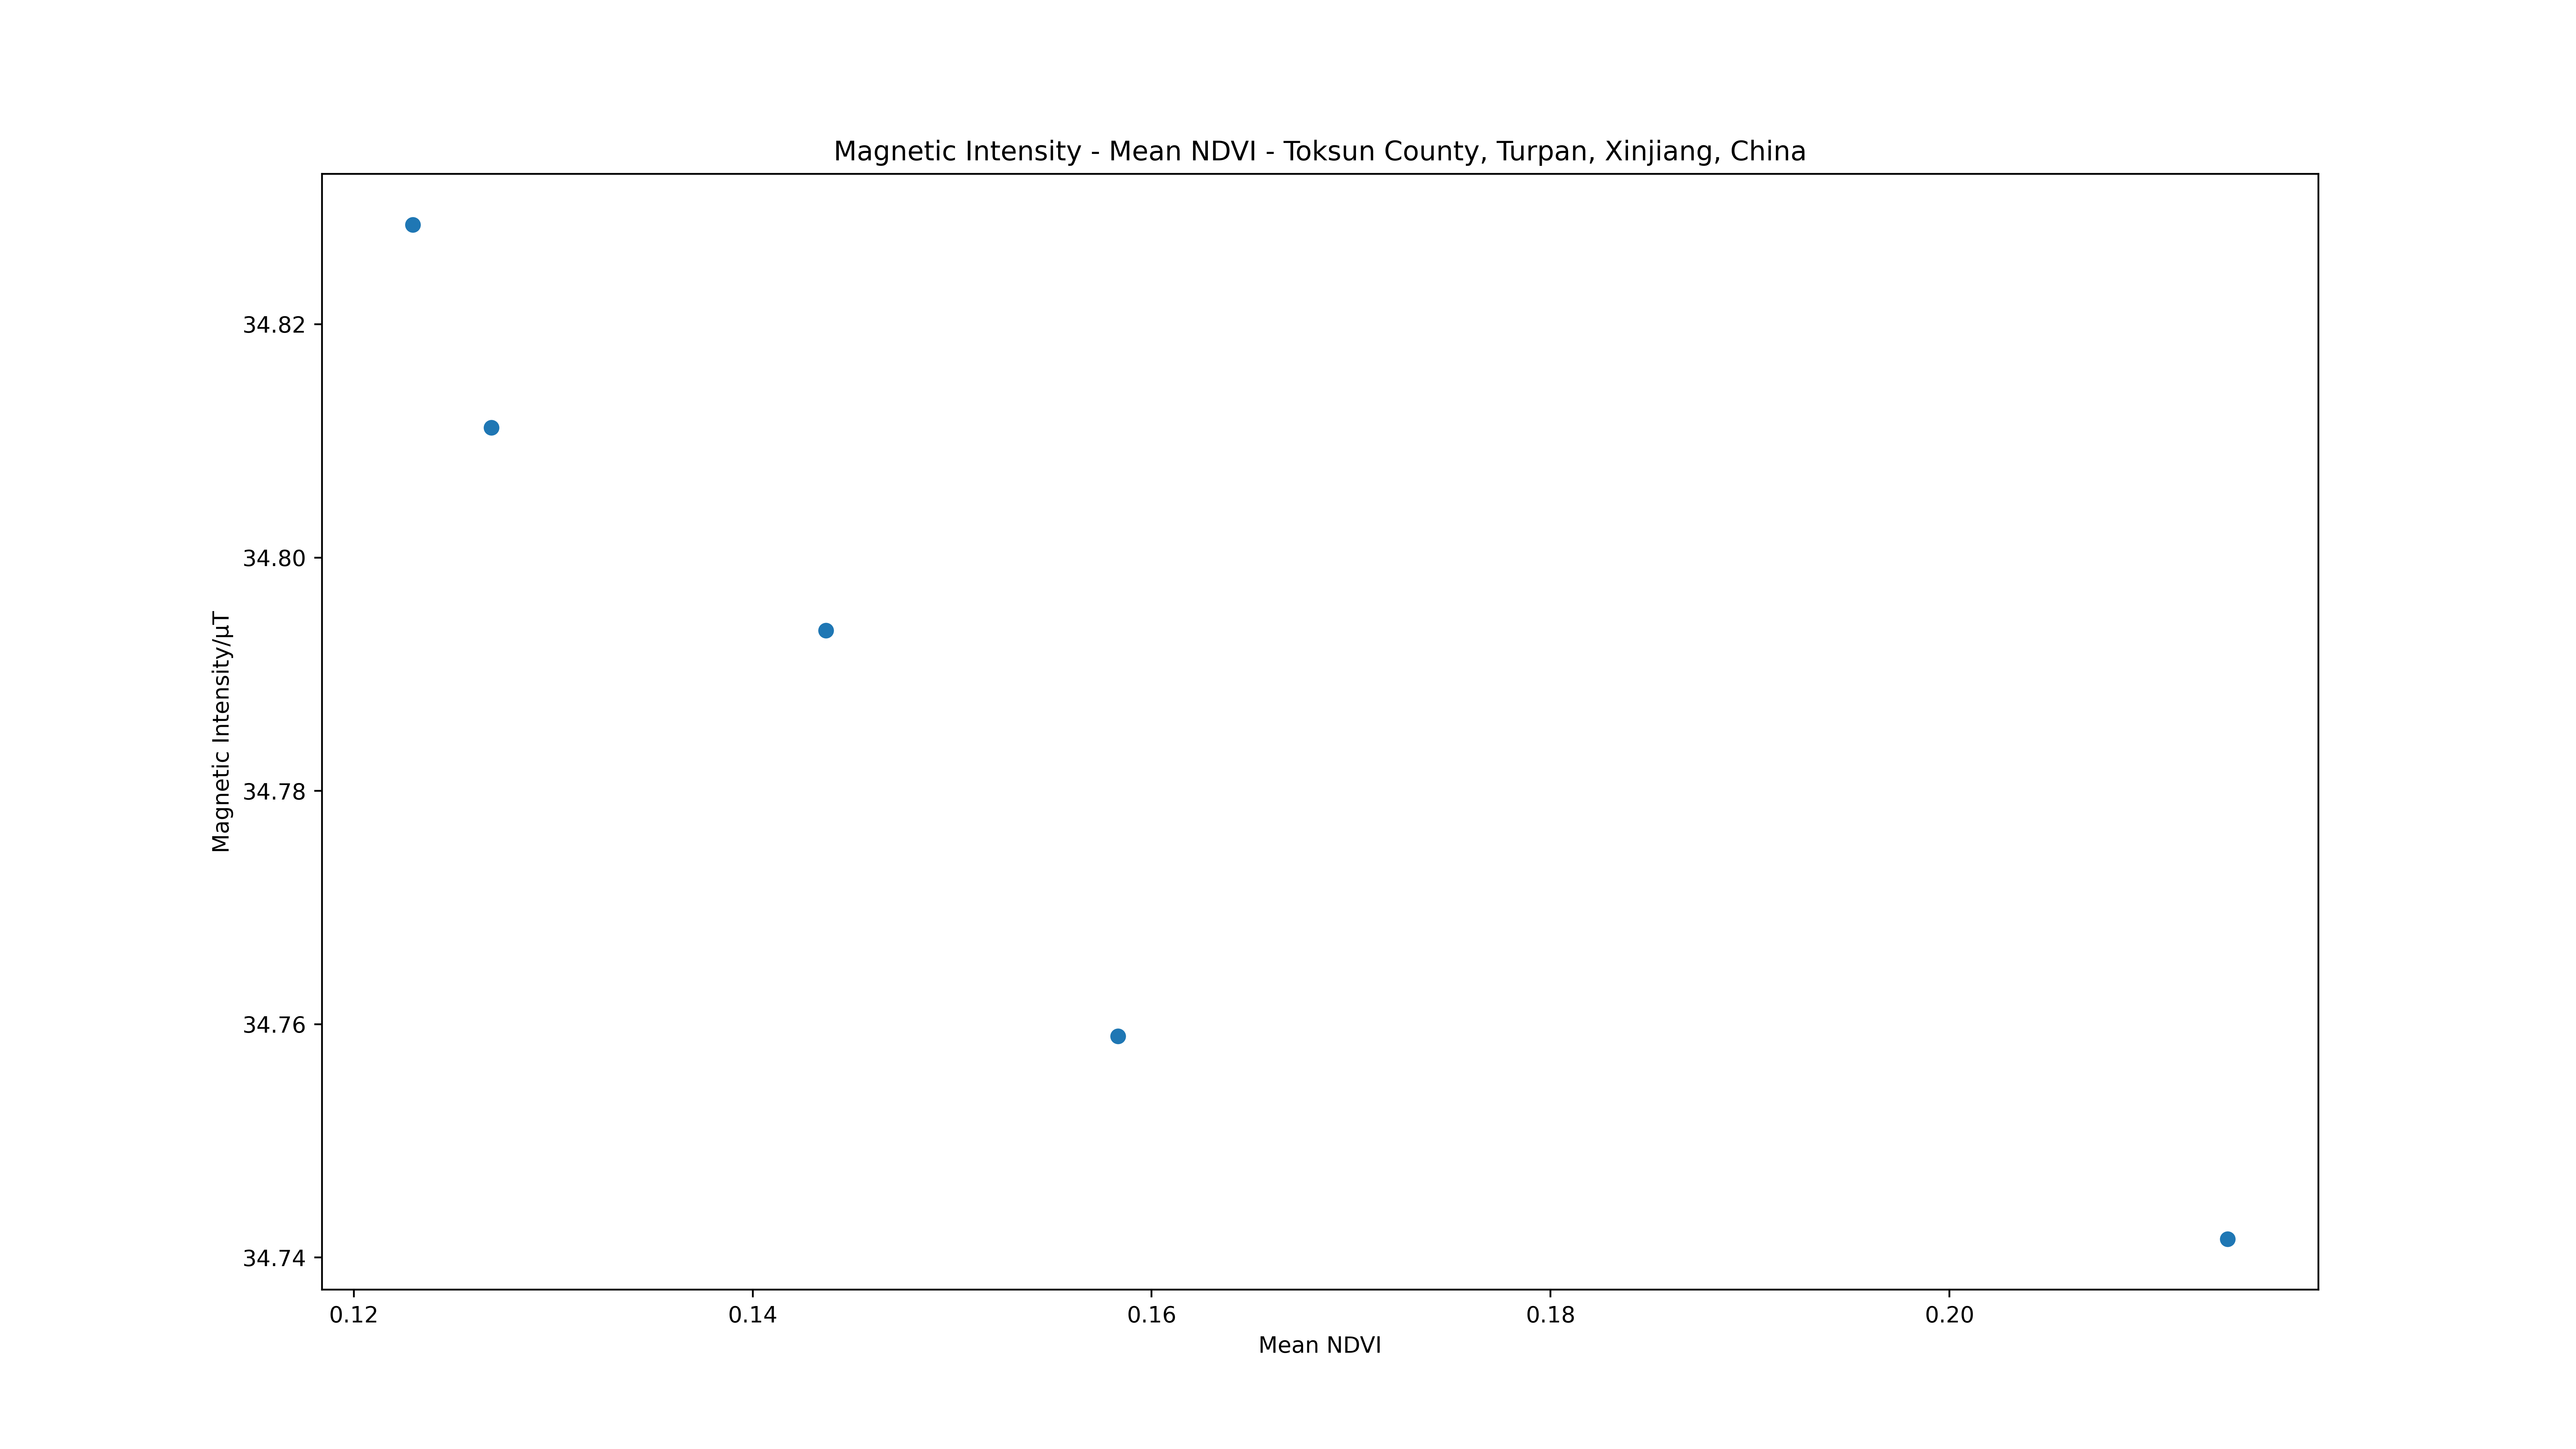 Magnetic Intensity - Mean NDVI - Toksun County, Turpan, Xinjiang, China
34.82
34.80
34.78
34.76
34.74
Magnetic Intensity/μT
0.12 0.14 0.16 0.18 0.20
Mean NDVI